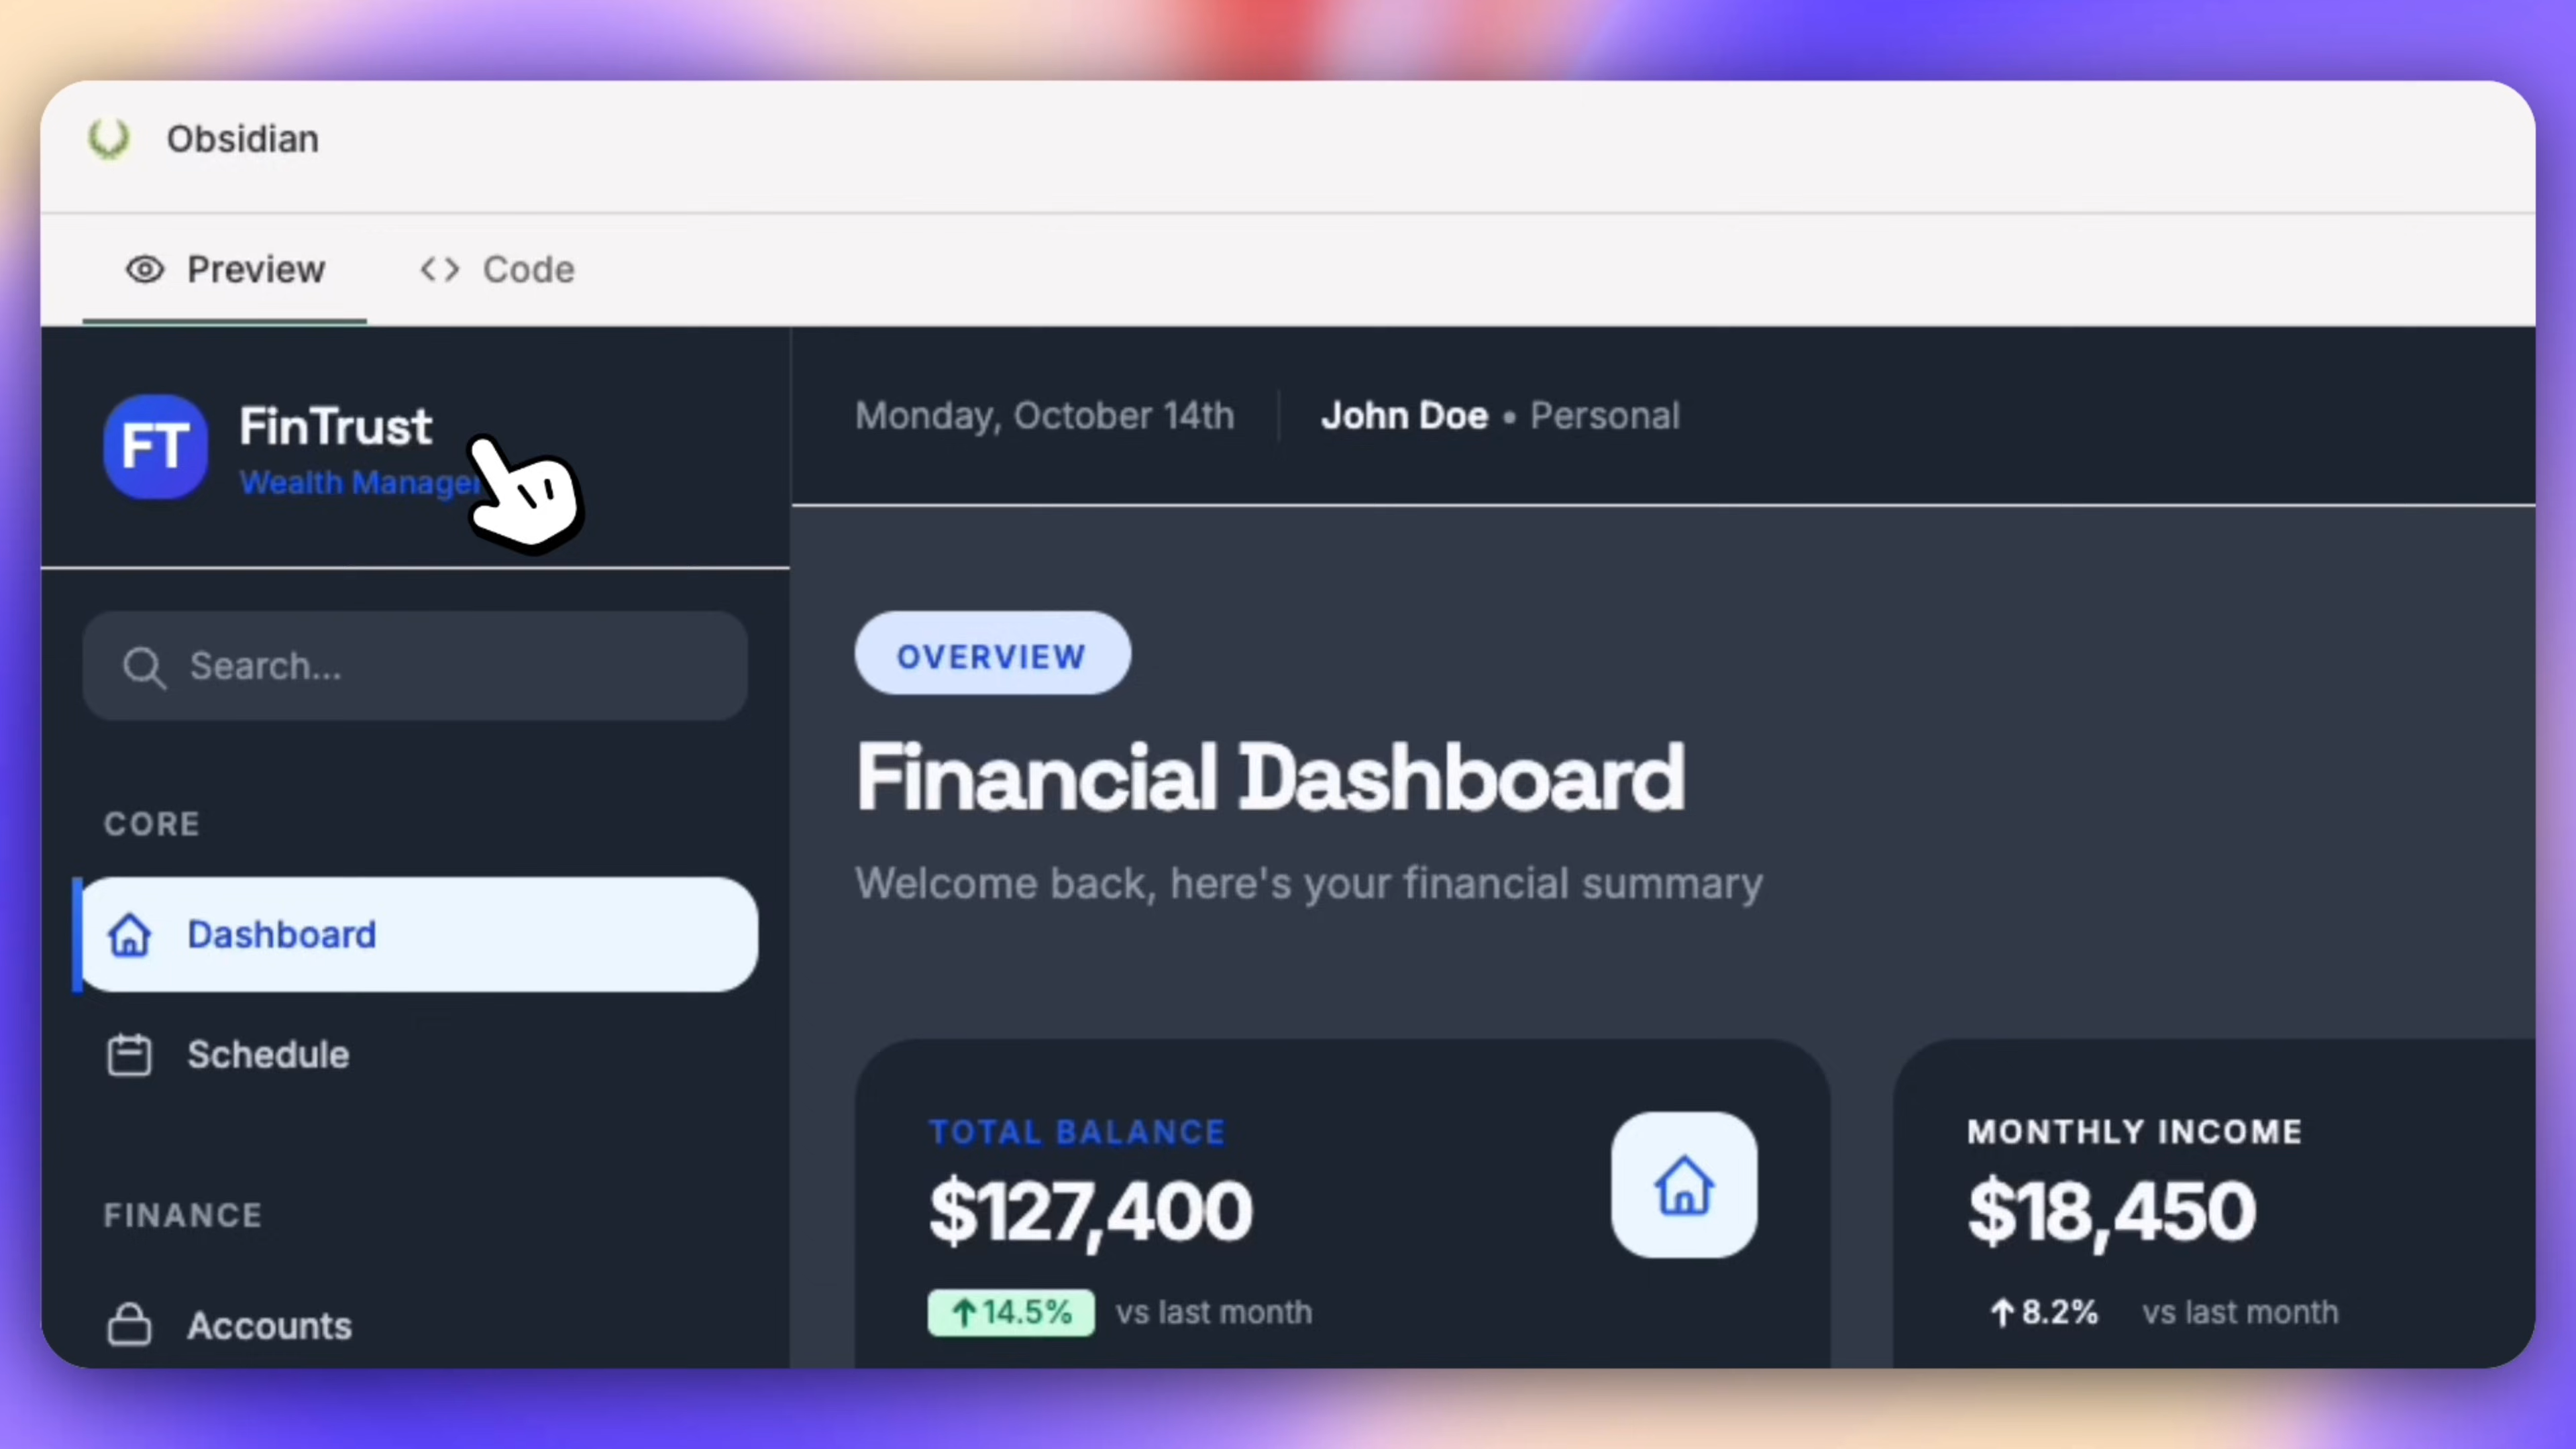 Obsidian
Preview
Code
FT
FinTrust
Wealth
Monday, October 14th
John Doe • Personal
Search...
CORE
Dashboard
Schedule
FINANCE
Accounts
OVERVIEW
Financial Dashboard
Welcome back, here's your financial summary
TOTAL BALANCE
$127,400
↑14.5% vs last month
MONTHLY INCOME
$18,450
↑8.2% vs last month